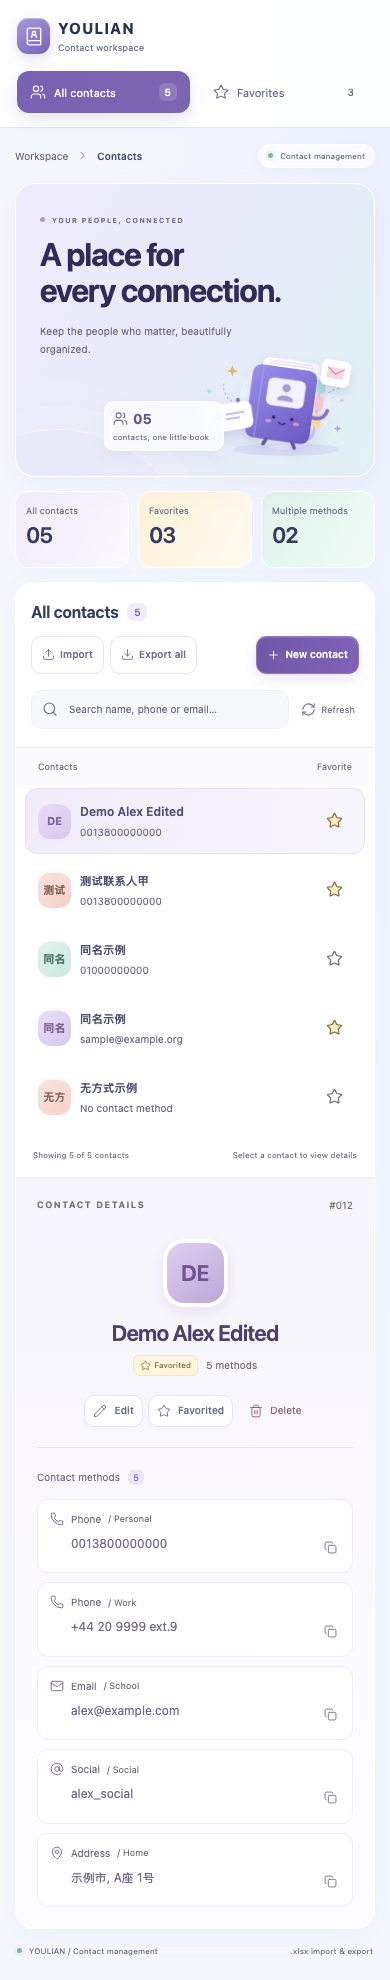 YOULIAN
Contact workspace
All contacts 5
Favorites 3
Workspace > Contacts
Contact management
YOUR PEOPLE, CONNECTED
A place for
every connection.
Keep the people who matter, beautifully
organized.
05
contacts, one little book
All contacts
05
Favorites
03
Multiple methods
02
All contacts 5
Import
Export all
+ New contact
Search name, phone or email...
Refresh
Contacts Favorite
DE
Demo Alex Edited
0013800000000
测试
测试联系人甲
0013800000000
同名
同名示例
01000000000
同名
同名示例
sample@example.org
无方
无方式示例
No contact method
Showing 5 of 5 contacts
Select a contact to view details
CONTACT DETAILS #012
DE
Demo Alex Edited
Favorited 5 methods
Edit
Favorited
Delete
Contact methods 5
Phone / Personal
0013800000000
Phone / Work
+44 20 9999 ext.9
Email / School
alex@example.com
Social / Social
alex_social
Address / Home
示例市, A座 1号
YOULIAN / Contact management
.xlsx import & export